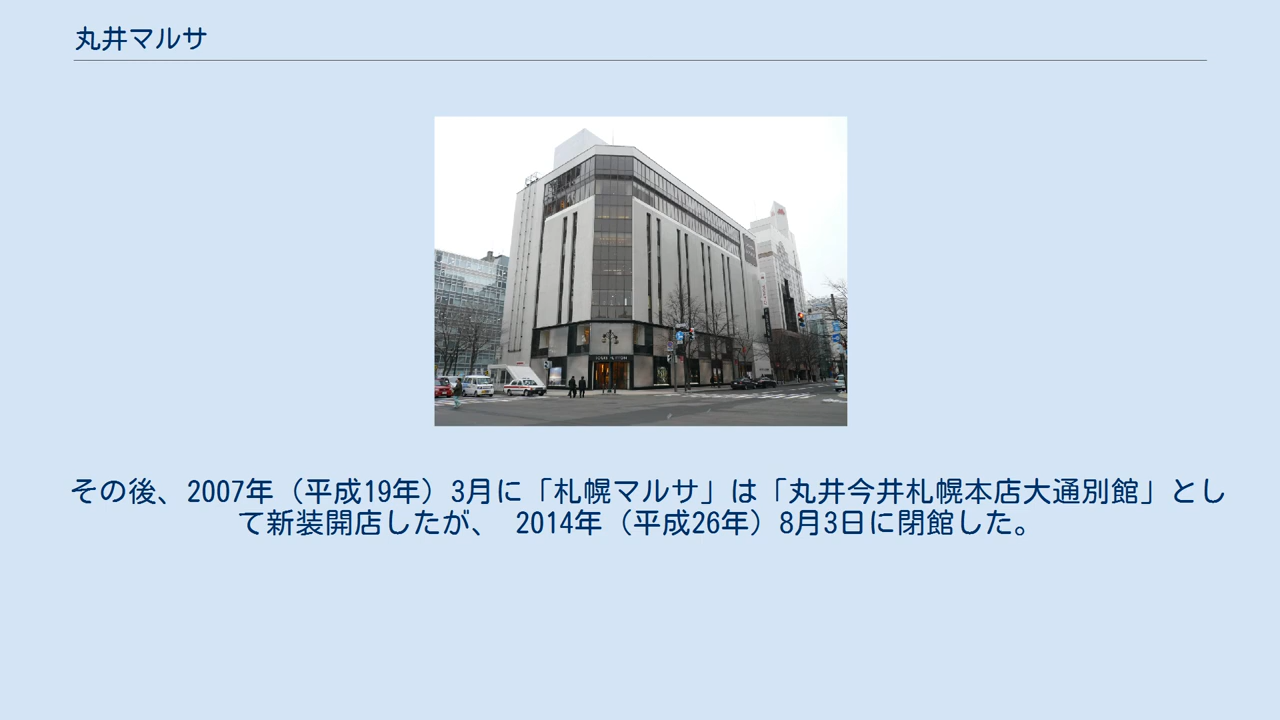 丸井マルサ
その後、2007年（平成19年）3月に「札幌マルサ」は「丸井今井札幌本店大通別館」とし
て新装開店したが、 2014年（平成26年）8月3日に閉館した。